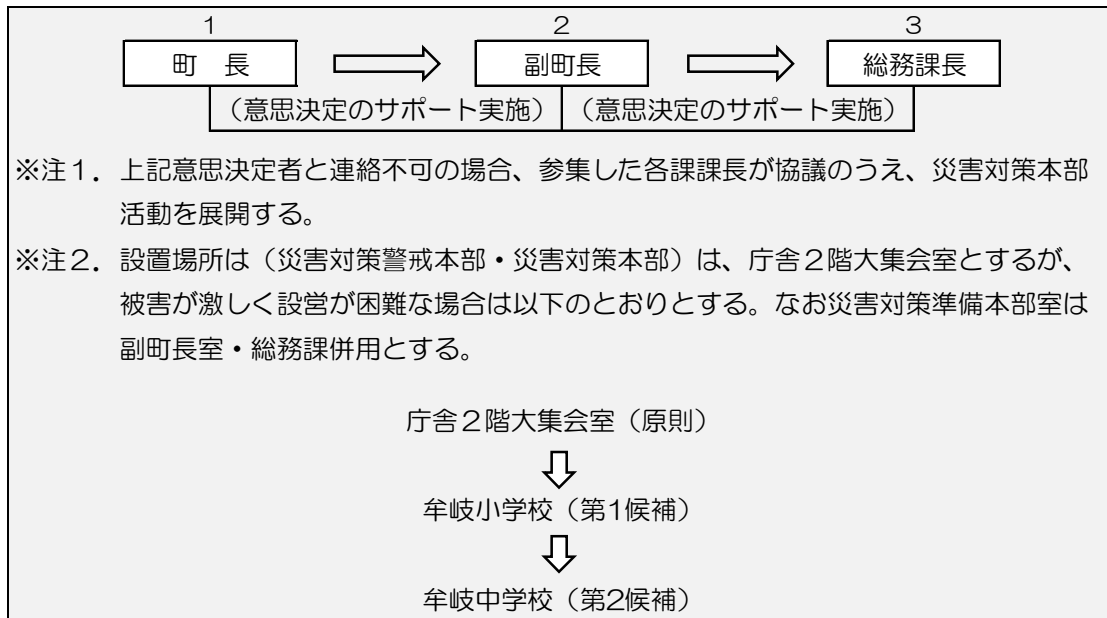 1 2 3
町　長 副町長 総務課長
（意思決定のサポート実施） （意思決定のサポート実施）
※注１．上記意思決定者と連絡不可の場合、参集した各課課長が協議のうえ、災害対策本部
活動を展開する。
※注２．設置場所は（災害対策警戒本部・災害対策本部）は、庁舎２階大集会室とするが、
被害が激しく設営が困難な場合は以下のとおりとする。なお災害対策準備本部室は
副町長室・総務課併用とする。
庁舎２階大集会室（原則）
牟岐小学校（第1候補）
牟岐中学校（第2候補）